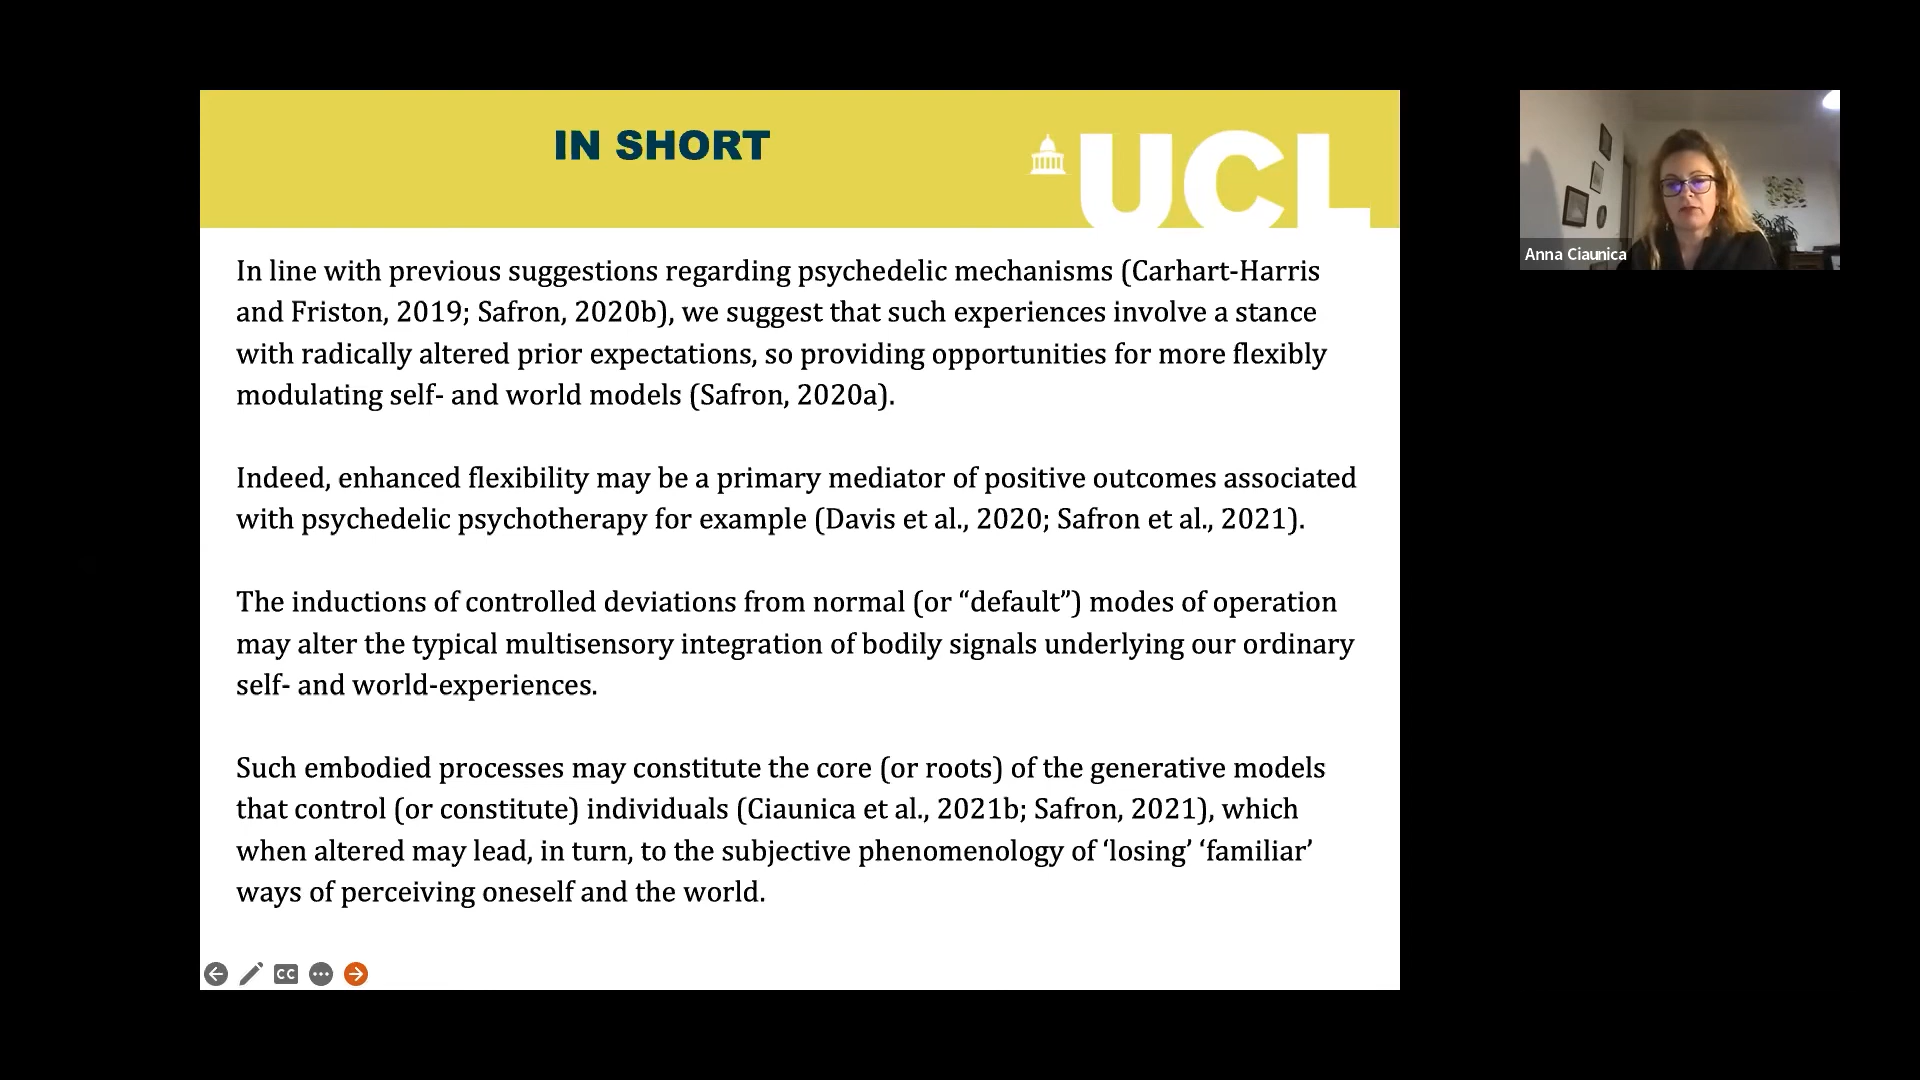 IN SHORT
UCL
In line with previous suggestions regarding psychedelic mechanisms (Carhart-Harris
and Friston, 2019; Safron, 2020b), we suggest that such experiences involve a stance
with radically altered prior expectations, so providing opportunities for more flexibly
modulating self- and world models (Safron, 2020a).
Indeed, enhanced flexibility may be a primary mediator of positive outcomes associated
with psychedelic psychotherapy for example (Davis et al., 2020; Safron et al., 2021).
The inductions of controlled deviations from normal (or “default”) modes of operation
may alter the typical multisensory integration of bodily signals underlying our ordinary
self- and world-experiences.
Such embodied processes may constitute the core (or roots) of the generative models
that control (or constitute) individuals (Ciaunica et al., 2021b; Safron, 2021), which
when altered may lead, in turn, to the subjective phenomenology of ‘losing’ ‘familiar’
ways of perceiving oneself and the world.
CC
Anna Ciaunica